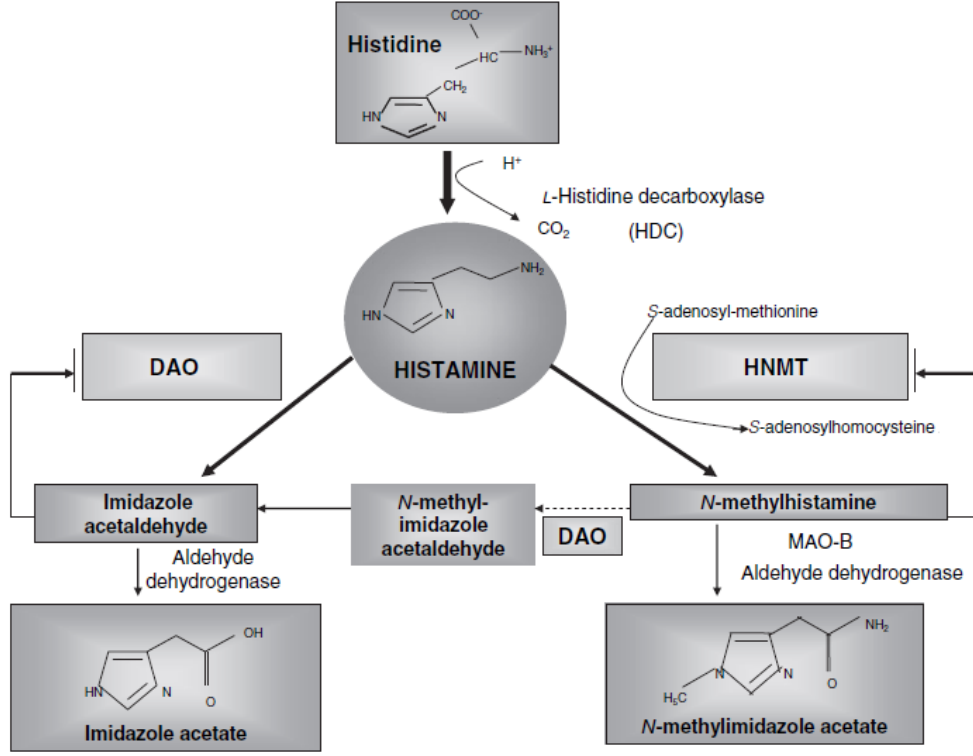 COO⁻
Histidine
HC
NH₃⁺
CH₂
HN
N
H⁺
L-Histidine decarboxylase
CO₂
(HDC)
NH₂
HN
N
HISTAMINE
S-adenosyl-methionine
DAO
HNMT
S-adenosylhomocysteine
Imidazole
acetaldehyde
N-methyl-
imidazole
acetaldehyde
N-methylhistamine
DAO
MAO-B
Aldehyde
dehydrogenase
Aldehyde dehydrogenase
OH
HN
N
O
Imidazole acetate
NH₂
N
N
O
H₅C
N-methylimidazole acetate